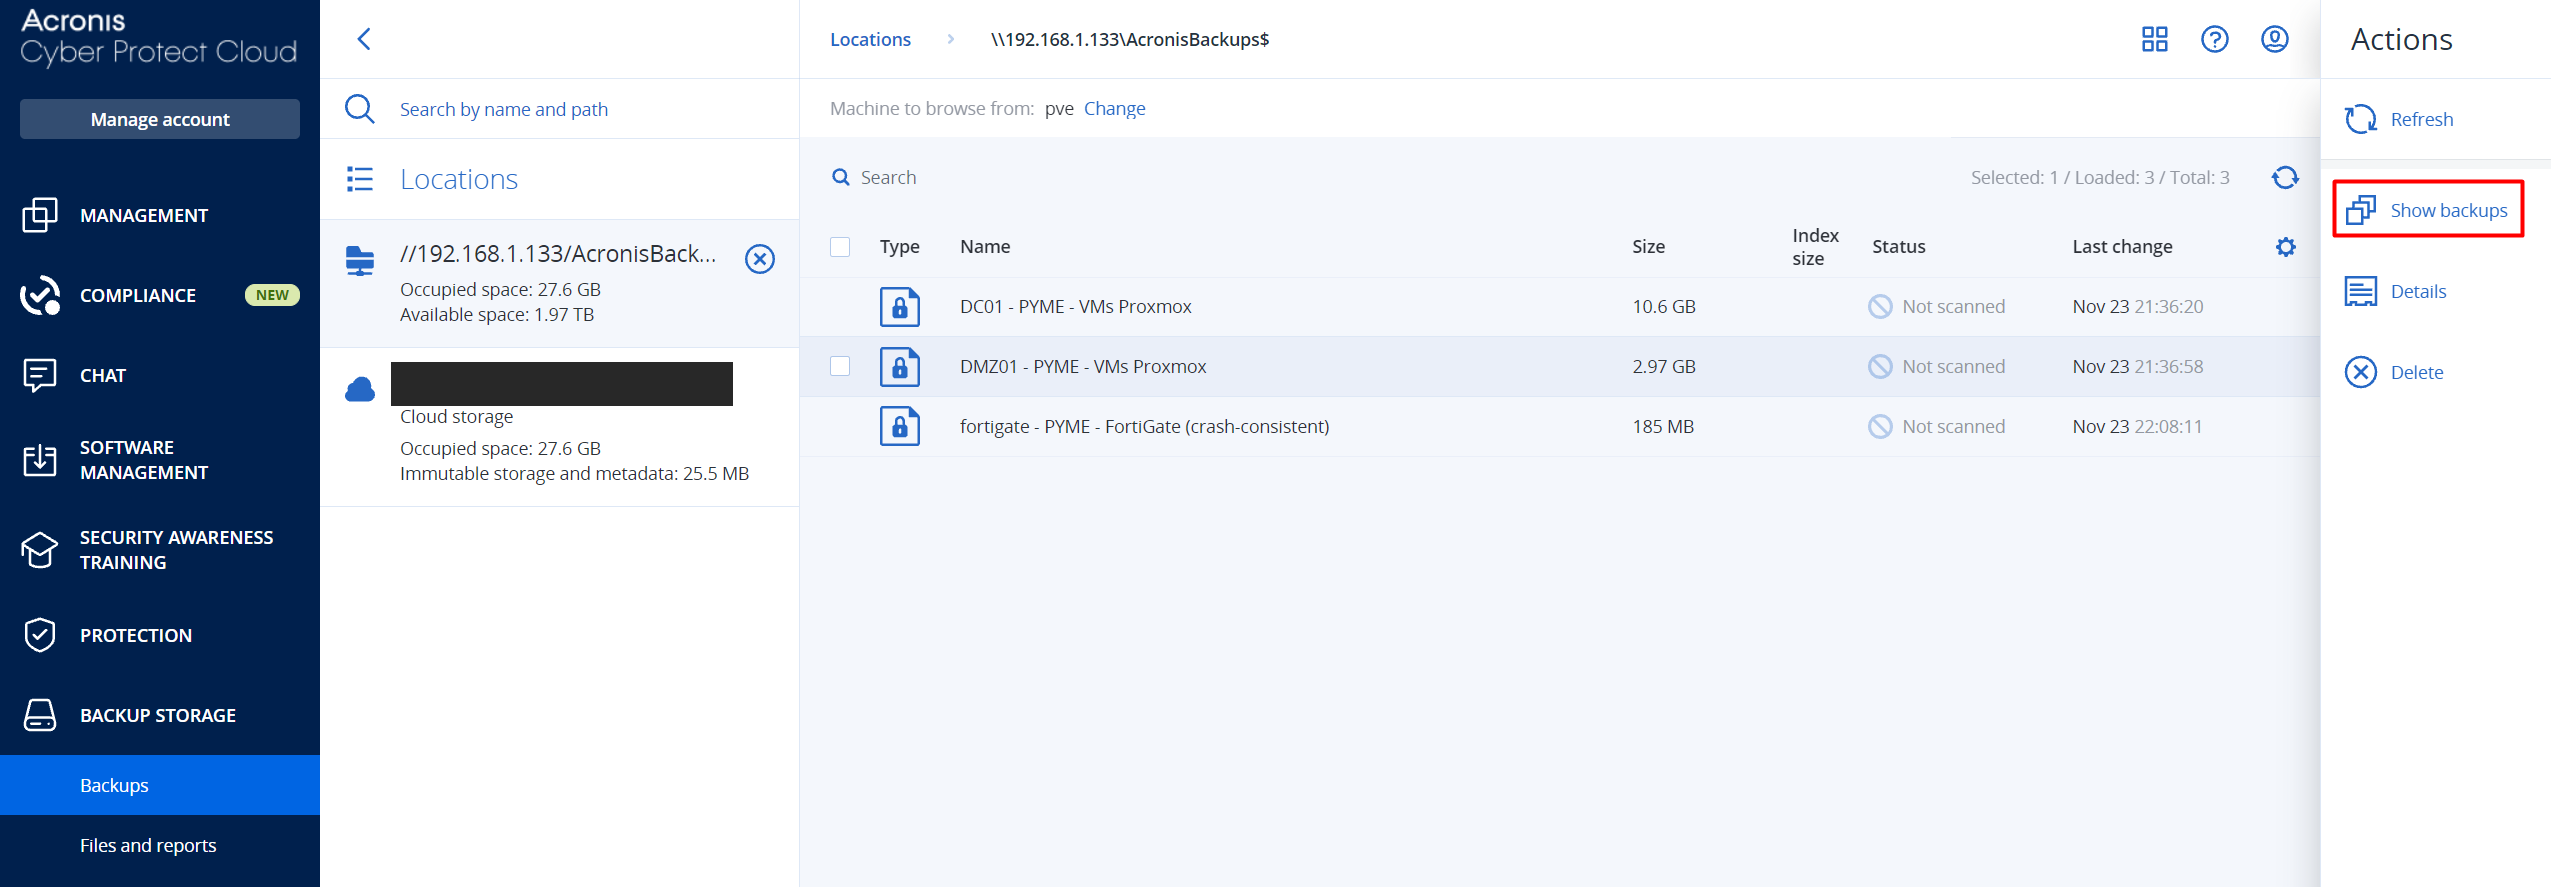 Acronis
Cyber Protect Cloud
Manage account
MANAGEMENT
COMPLIANCE NEW
CHAT
SOFTWARE
MANAGEMENT
SECURITY AWARENESS
TRAINING
PROTECTION
BACKUP STORAGE
Backups
Files and reports
Search by name and path
Locations
//192.168.1.133/AcronisBack...
Occupied space: 27.6 GB
Available space: 1.97 TB
Cloud storage
Occupied space: 27.6 GB
Immutable storage and metadata: 25.5 MB
Locations > \\192.168.1.133\AcronisBackups$
Machine to browse from: pve Change
Search
Selected: 1 / Loaded: 3 / Total: 3
Type Name Size Index size Status Last change
DC01 - PYME - VMs Proxmox 10.6 GB Not scanned Nov 23 21:36:20
DMZ01 - PYME - VMs Proxmox 2.97 GB Not scanned Nov 23 21:36:58
fortigate - PYME - FortiGate (crash-consistent) 185 MB Not scanned Nov 23 22:08:11
Actions
Refresh
Show backups
Details
Delete